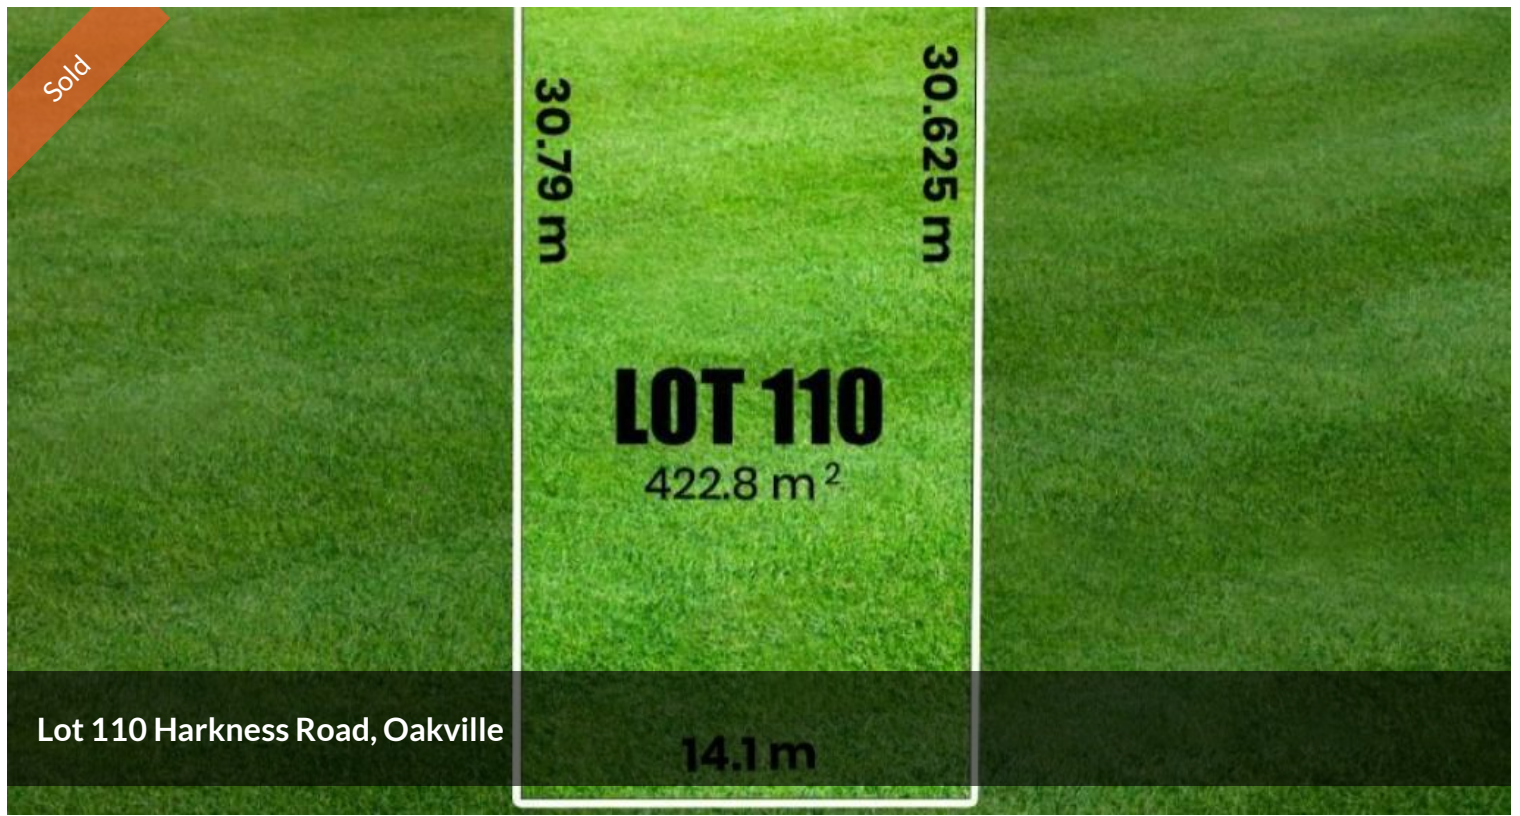 Sold
30.79 m
30.625 m
LOT 110
422.8 m²
Lot 110 Harkness Road, Oakville
14.1 m